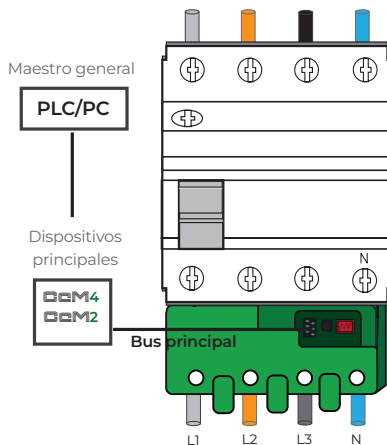 Maestro general
PLC/PC
Dispositivos
principales
N
CcM4
CcM2
Bus principal
L1 L2 L3 N